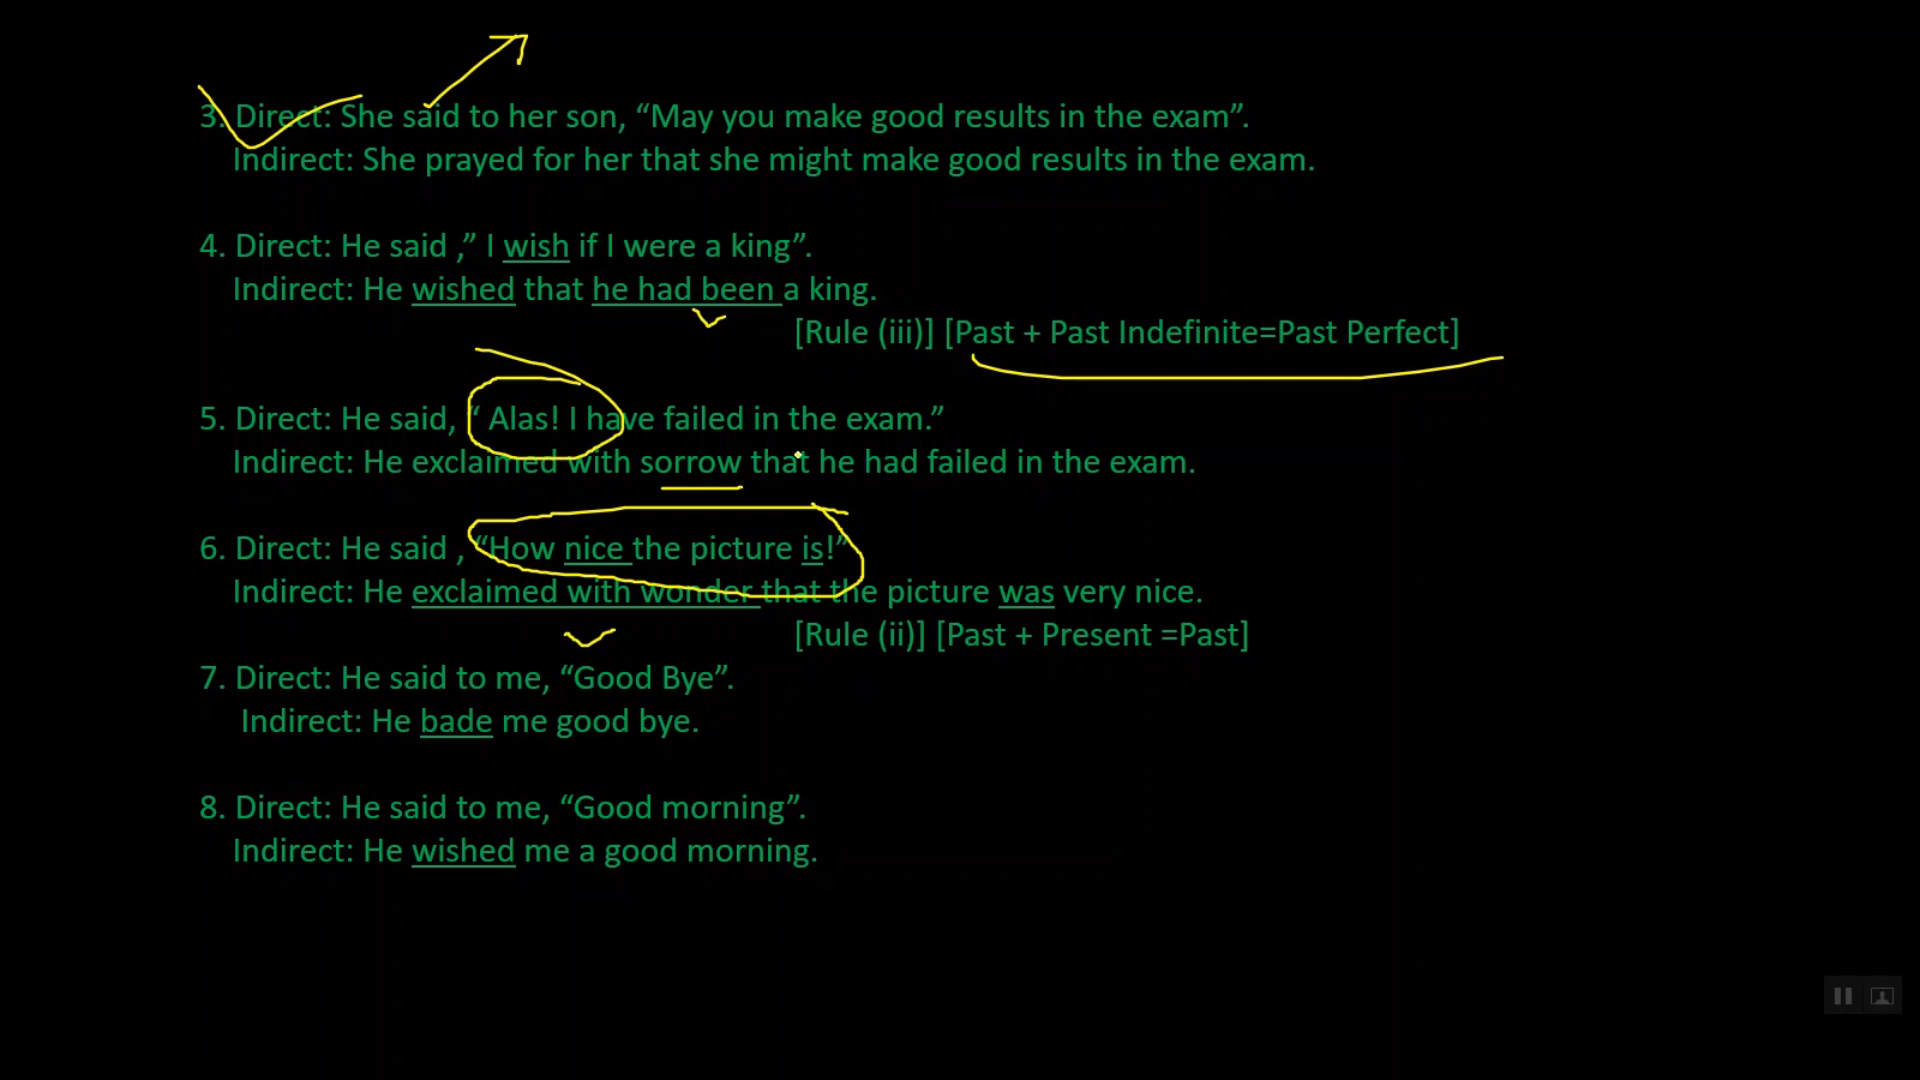 3. Direct: She said to her son, “May you make good results in the exam”.
Indirect: She prayed for her that she might make good results in the exam.
4. Direct: He said ,” I wish if I were a king”.
Indirect: He wished that he had been a king.
[Rule (iii)] [Past + Past Indefinite=Past Perfect]
5. Direct: He said, “ Alas! I have failed in the exam.”
Indirect: He exclaimed with sorrow that he had failed in the exam.
6. Direct: He said , “How nice the picture is!”
Indirect: He exclaimed with wonder that the picture was very nice.
[Rule (ii)] [Past + Present =Past]
7. Direct: He said to me, “Good Bye”.
Indirect: He bade me good bye.
8. Direct: He said to me, “Good morning”.
Indirect: He wished me a good morning.